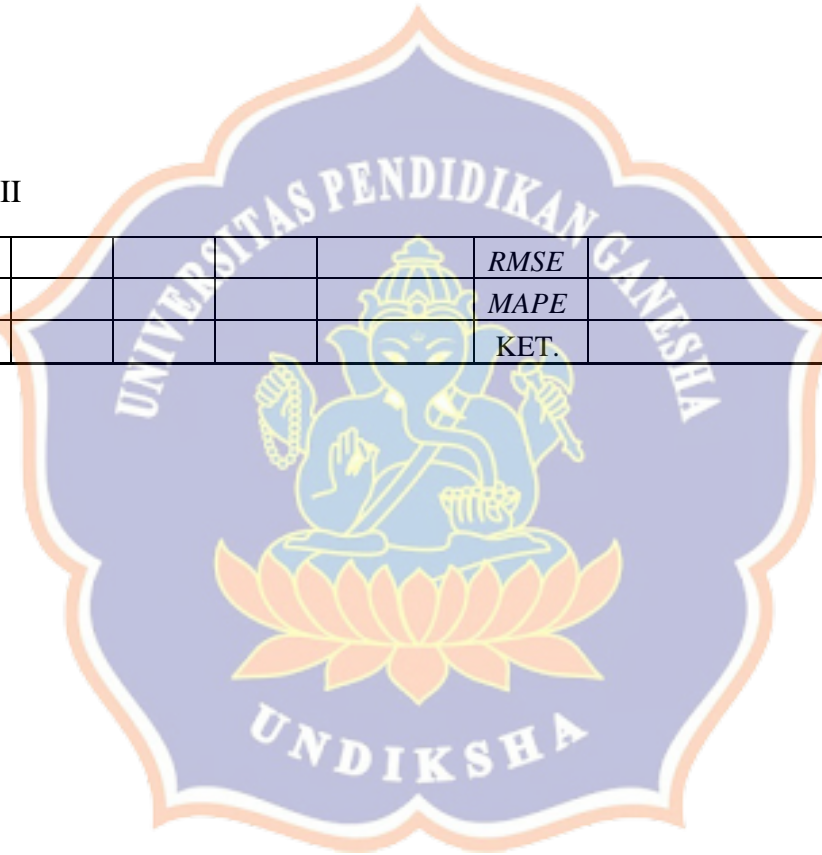 II
UNIVERSITAS PENDIDIKAN GANESHA
RMSE
MAPE
KET.
UNDIKSHA